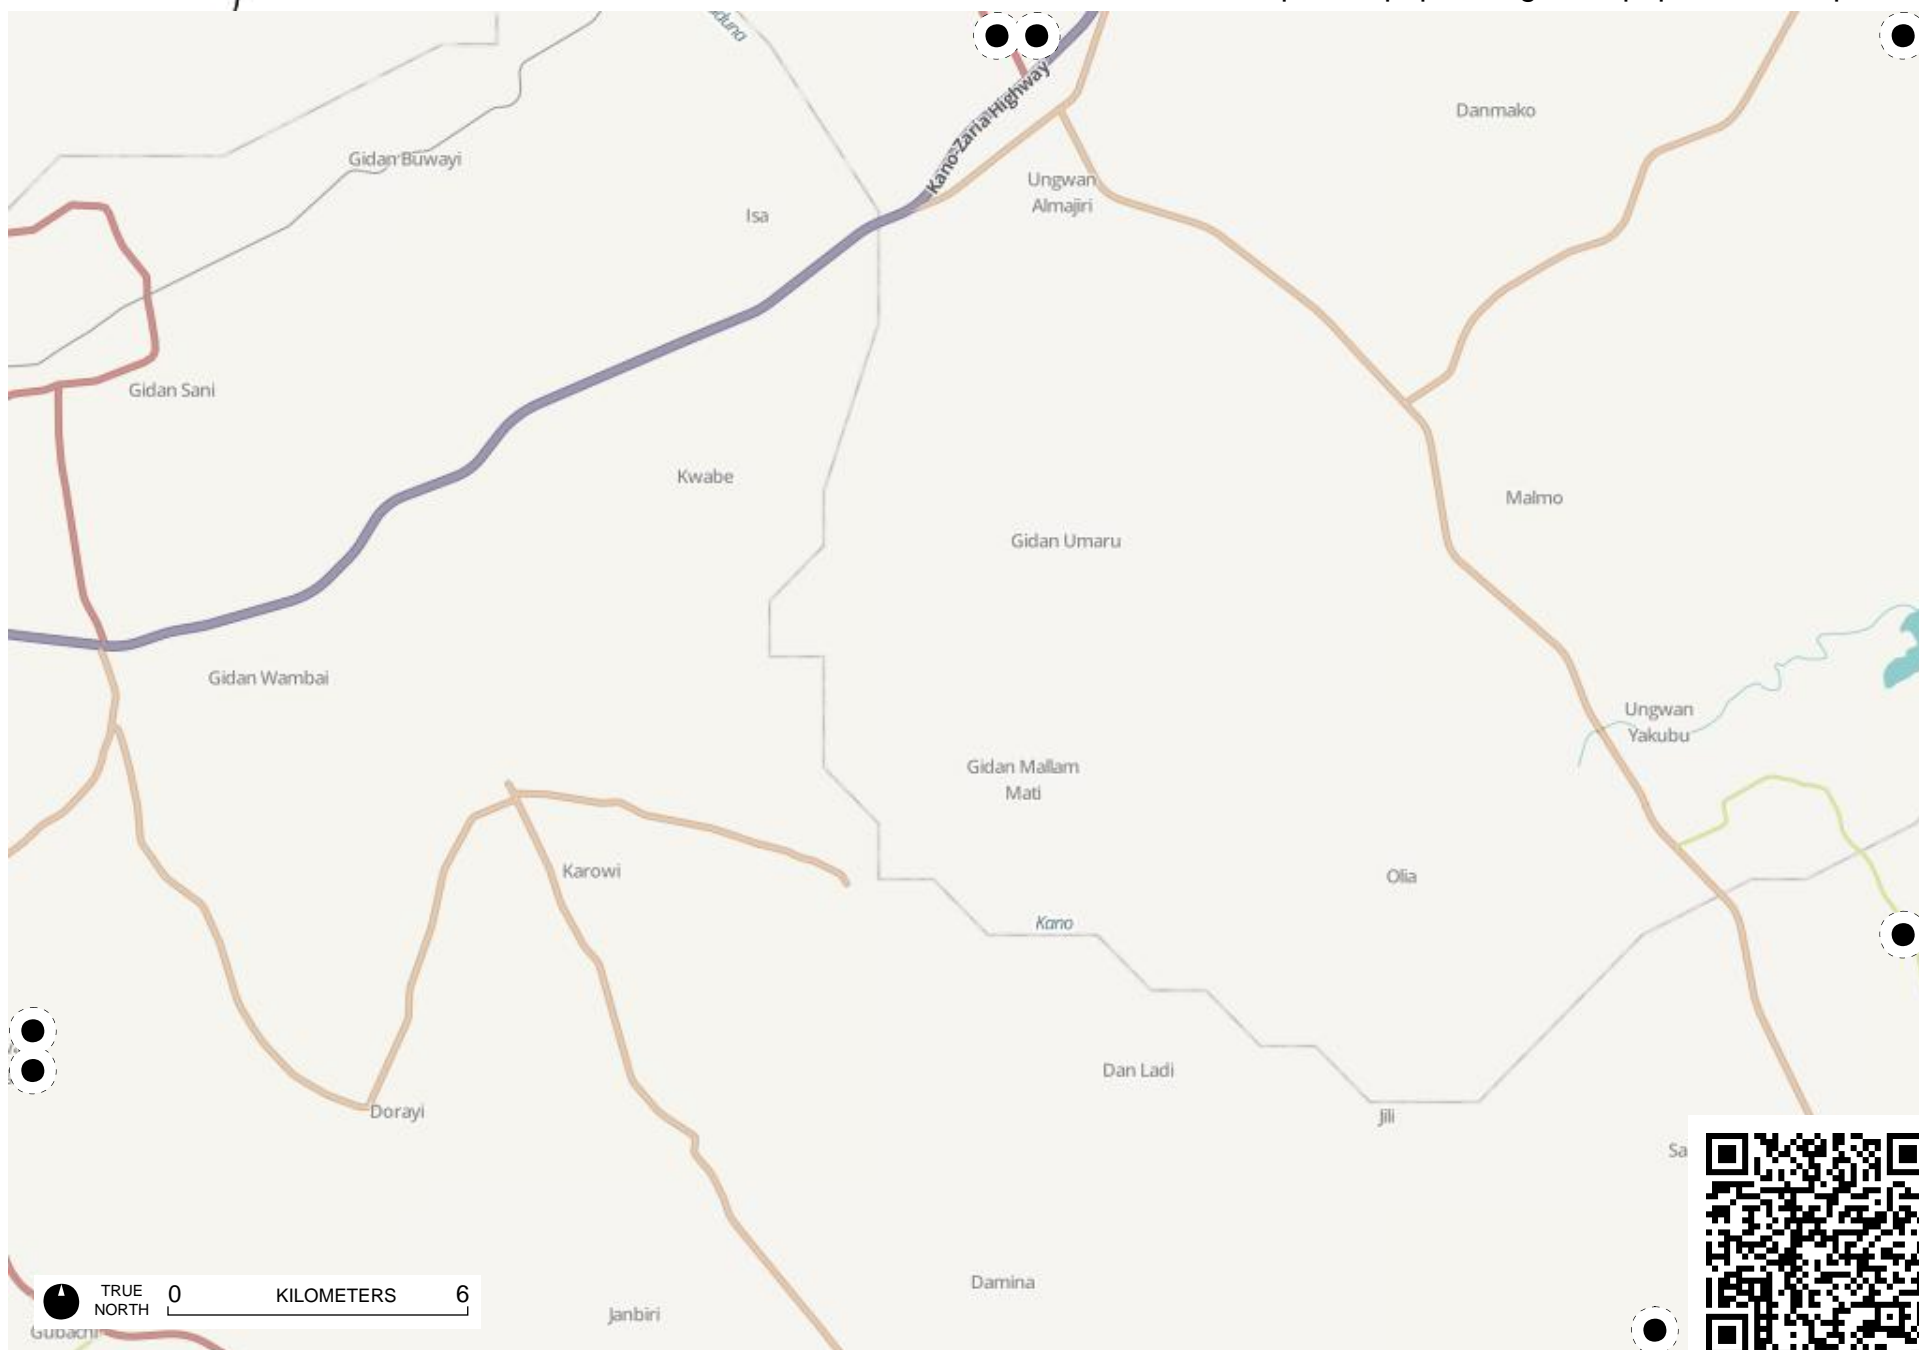 Danmako
Kano-Zaria Highway
Gidan Buwayi
Ungwan
Almajiri
Isa
Gidan Sani
Kwabe
Malmo
Gidan Umaru
Gidan Wambai
Ungwan
Yakubu
Gidan Mallam
Mati
Karowi
Olia
Kano
Dan Ladi
Dorayi
Jili
Damina
TRUE
NORTH
0
KILOMETERS
6
Janbiri
Gubachi